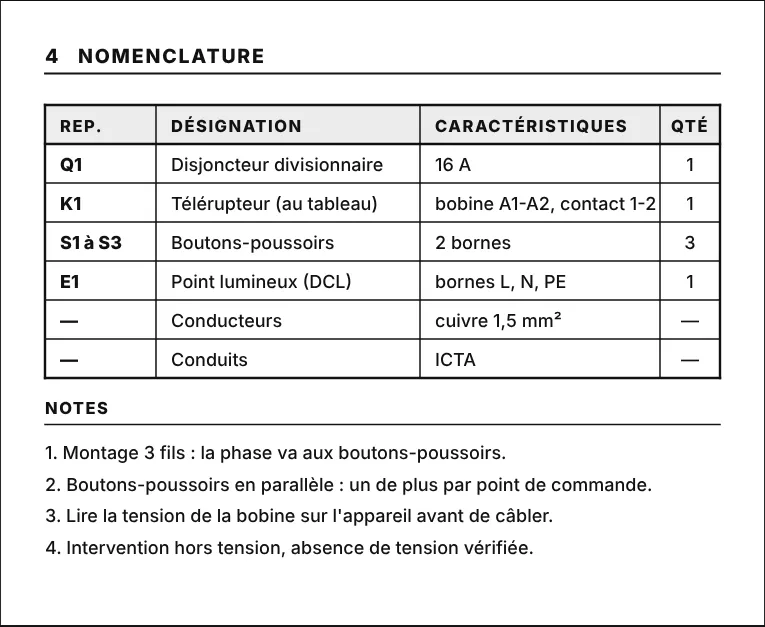 4 NOMENCLATURE
REP. DÉSIGNATION CARACTÉRISTIQUES QTÉ
Q1 Disjoncteur divisionnaire 16 A 1
K1 Télérupteur (au tableau) bobine A1-A2, contact 1-2 1
S1 à S3 Boutons-poussoirs 2 bornes 3
E1 Point lumineux (DCL) bornes L, N, PE 1
— Conducteurs cuivre 1,5 mm² —
— Conduits ICTA —
NOTES
1. Montage 3 fils : la phase va aux boutons-poussoirs.
2. Boutons-poussoirs en parallèle : un de plus par point de commande.
3. Lire la tension de la bobine sur l'appareil avant de câbler.
4. Intervention hors tension, absence de tension vérifiée.